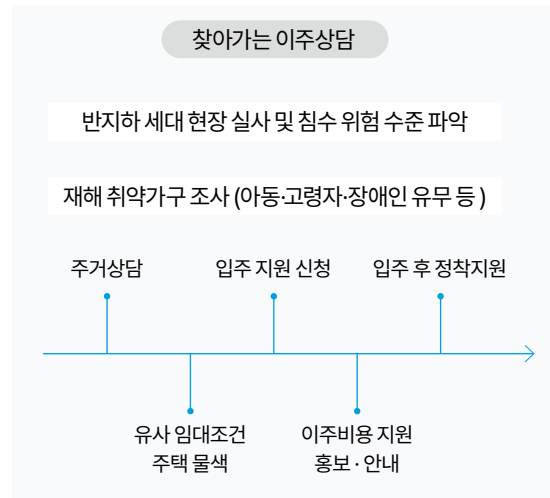 찾아가는 이주상담
반지하 세대 현장 실사 및 침수 위험 수준 파악
재해 취약가구 조사 (아동·고령자·장애인 유무 등 )
주거상담
입주 지원 신청
입주 후 정착지원
유사 임대조건
주택 물색
이주비용 지원
홍보 · 안내